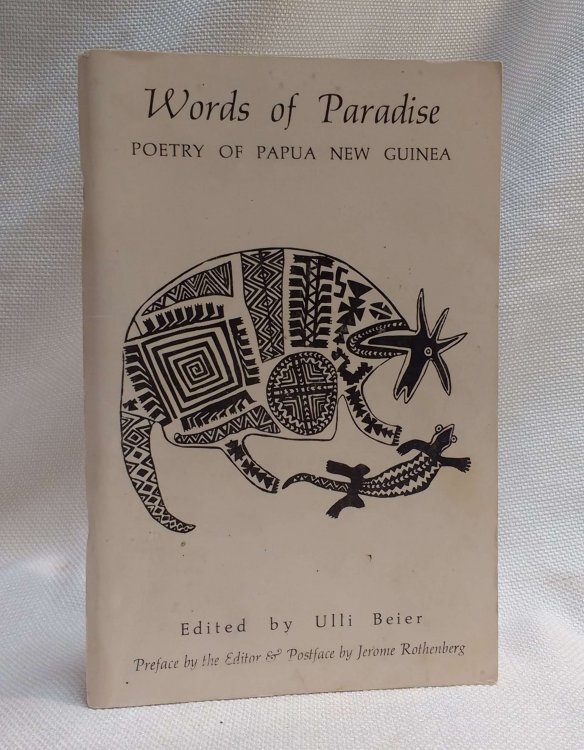 Words of Paradise
POETRY OF PAPUA NEW GUINEA
Edited by Ulli Beier
Preface by the Editor & Postface by Jerome Rothenberg